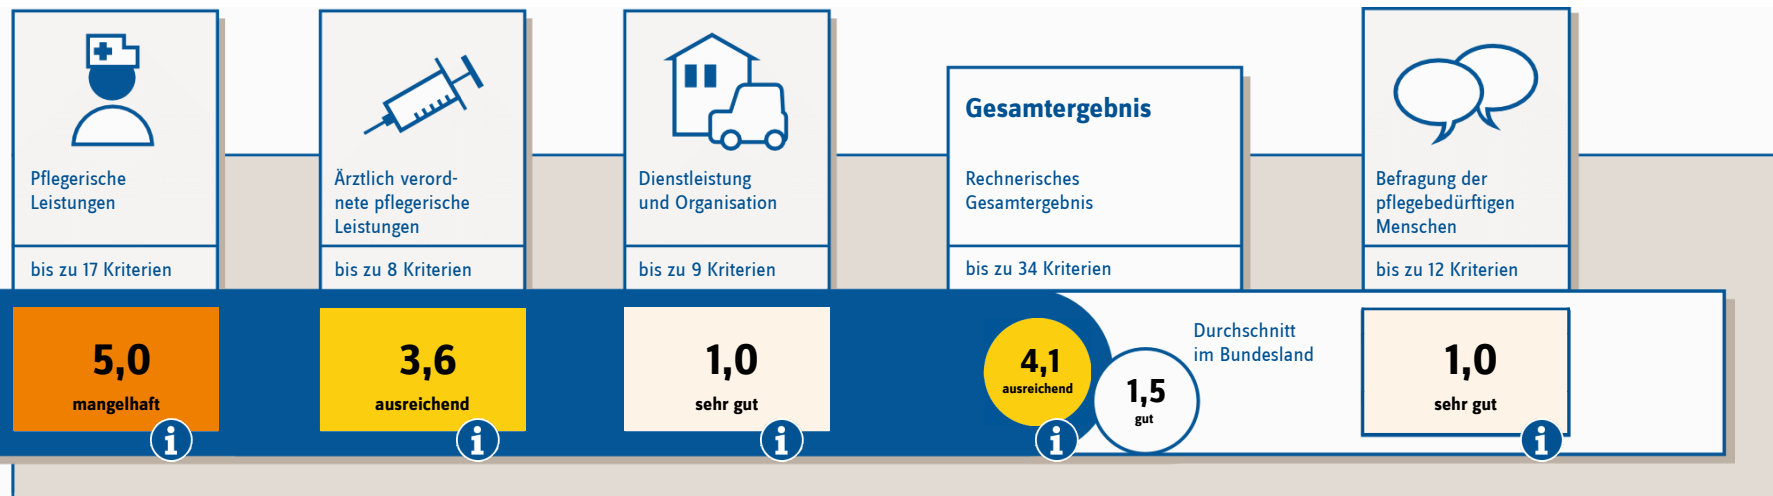 Pflegerische
Leistungen
bis zu 17 Kriterien
5,0
mangelhaft
i
Ärztlich verord-
nete pflegerische
Leistungen
bis zu 8 Kriterien
3,6
ausreichend
i
Dienstleistung
und Organisation
bis zu 9 Kriterien
1,0
sehr gut
i
Gesamtergebnis
Rechnerisches
Gesamtergebnis
bis zu 34 Kriterien
4,1
ausreichend
i
1,5
gut
Durchschnitt
im Bundesland
Befragung der
pflegebedürftigen
Menschen
bis zu 12 Kriterien
1,0
sehr gut
i